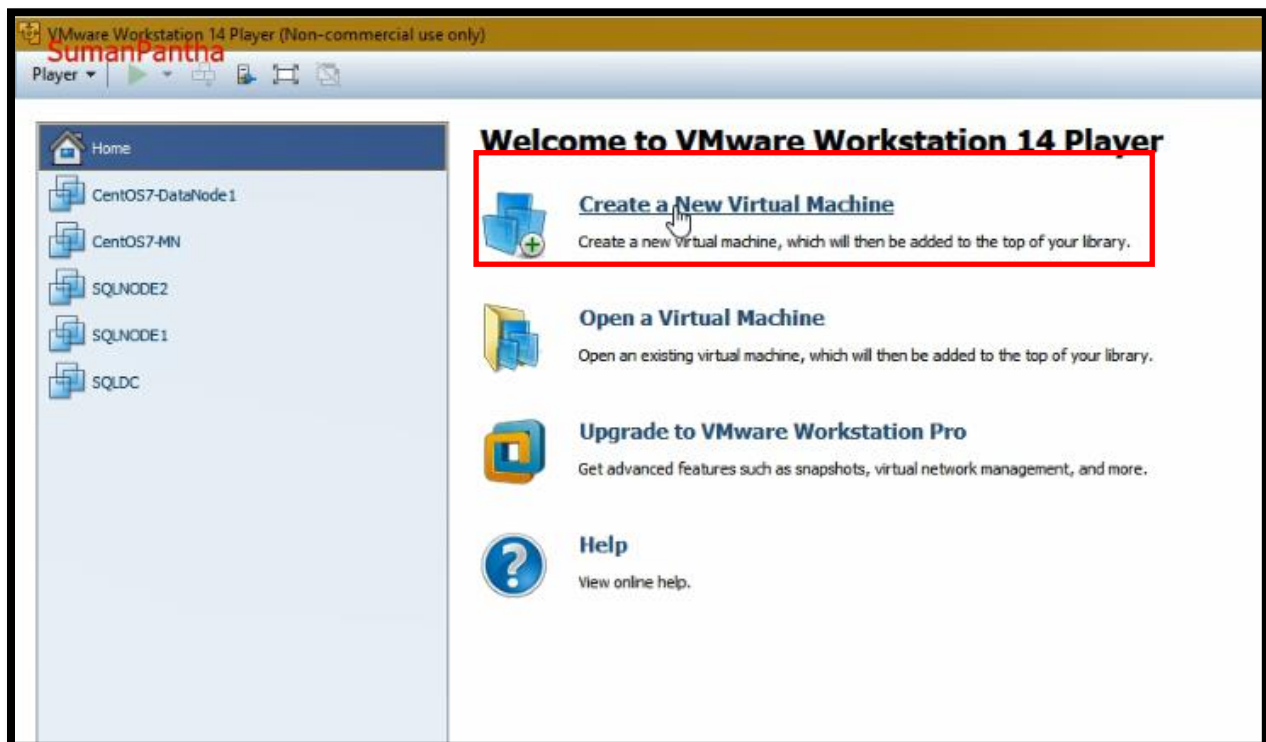 VMware Workstation 14 Player (Non-commercial use only)
SumanPantha
Player
Home
CentOS7-DataNode1
CentOS7-MN
SQLNODE2
SQLNODE1
SQLDC
Welcome to VMware Workstation 14 Player
Create a New Virtual Machine
Create a new virtual machine, which will then be added to the top of your library.
Open a Virtual Machine
Open an existing virtual machine, which will then be added to the top of your library.
Upgrade to VMware Workstation Pro
Get advanced features such as snapshots, virtual network management, and more.
Help
View online help.